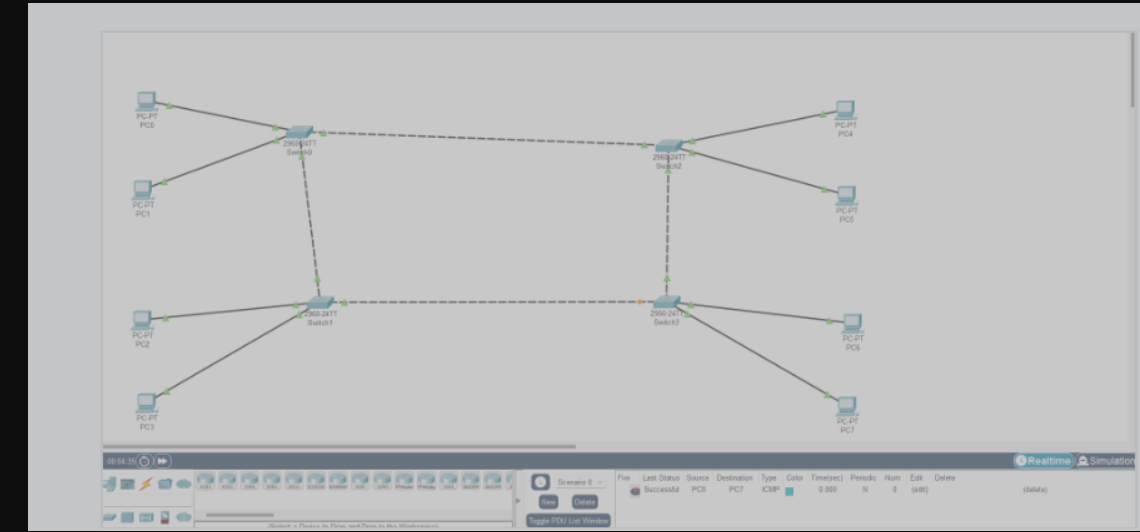 PC-PT
PC0
PC-PT
PC1
2960-24TT
Switch0
2960-24TT
Switch2
PC-PT
PC4
PC-PT
PC-PT
PC2
PC-PT
PC3
2960-24TT
Switch1
2960-24TT
Switch3
PC-PT
PC6
PC-PT
PC7
Realtime
Simulation
Scenario 0
New
Delete
Toggle PDU List Window
Fire Last Status Source Destination Type Color Time(sec) Periodic Num Edit Delete
Successful PC0 PC7 ICMP 0.000 N 0 (edit) (delete)
(Select a Device to Drag and Drop to the Workspace)